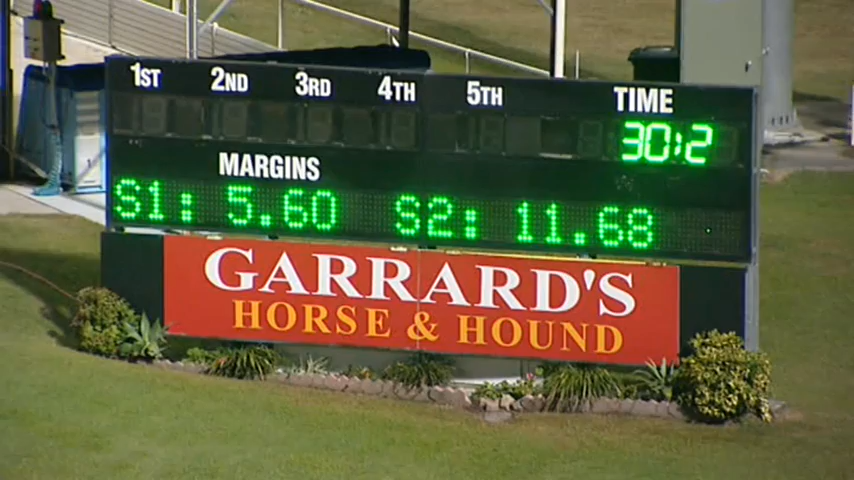 1ST 2ND 3RD 4TH 5TH TIME
30:2
MARGINS
S1: 5.60 S2: 11.68
GARRARD'S
HORSE & HOUND